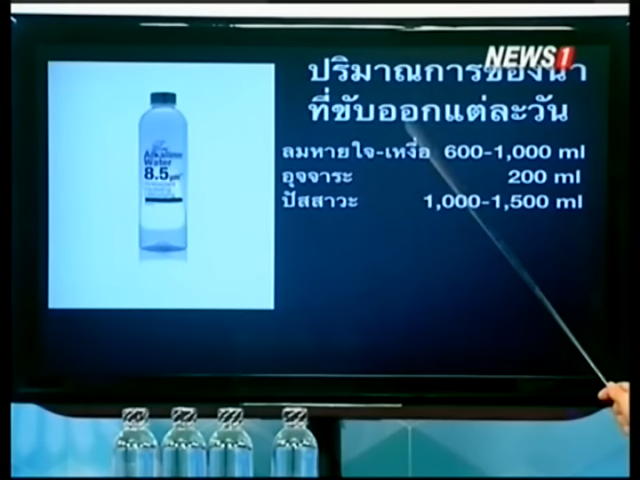 NEWS1
ปริมาณการของน้ำ
ที่ขับออกแต่ละวัน
ลมหายใจ-เหงื่อ 600-1,000 ml
อุจจาระ 200 ml
ปัสสาวะ 1,000-1,500 ml
Alkaline
Water
8.5 pH